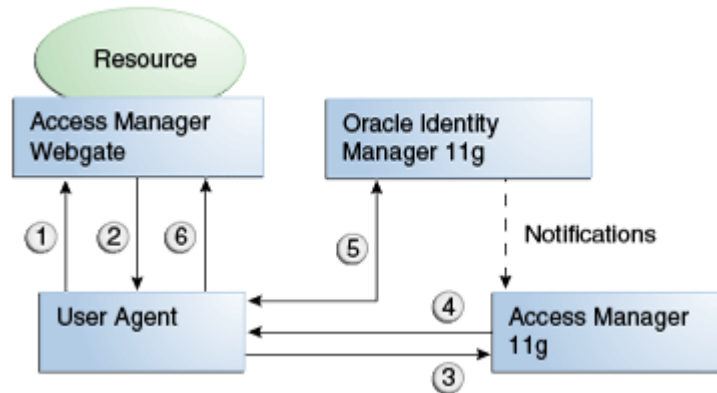 Resource
Access Manager
Webgate
Oracle Identity
Manager 11g
1
2
6
5
Notifications
User Agent
4
Access Manager
11g
3